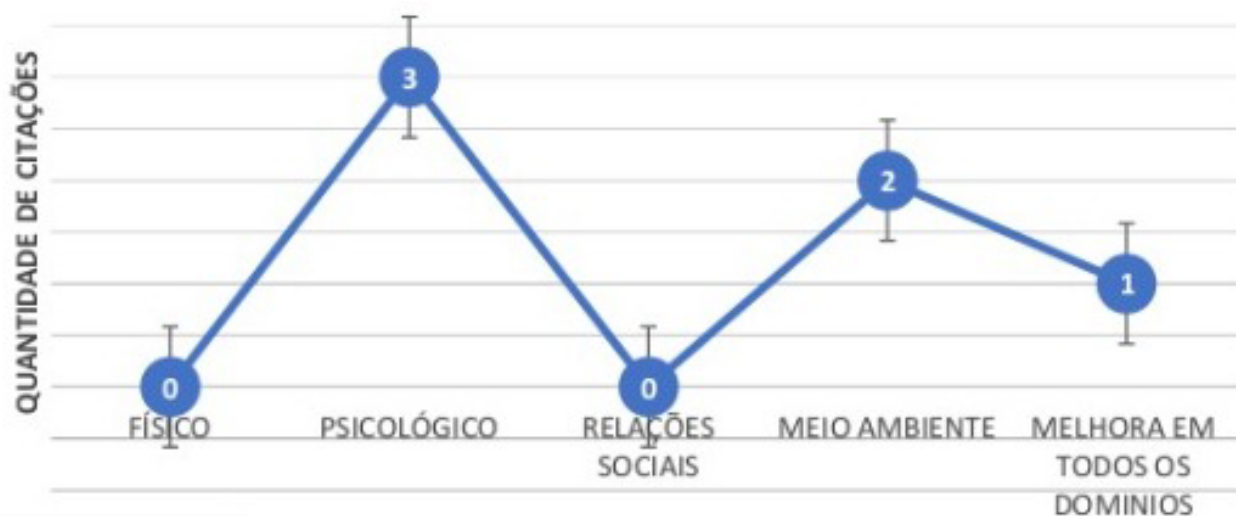 QUANTIDADE DE CITAÇÕES
3
2
1
0
0
FÍSICO
PSICOLÓGICO
RELAÇÕES
SOCIAIS
MEIO AMBIENTE
MELHORA EM
TODOS OS
DOMINIOS